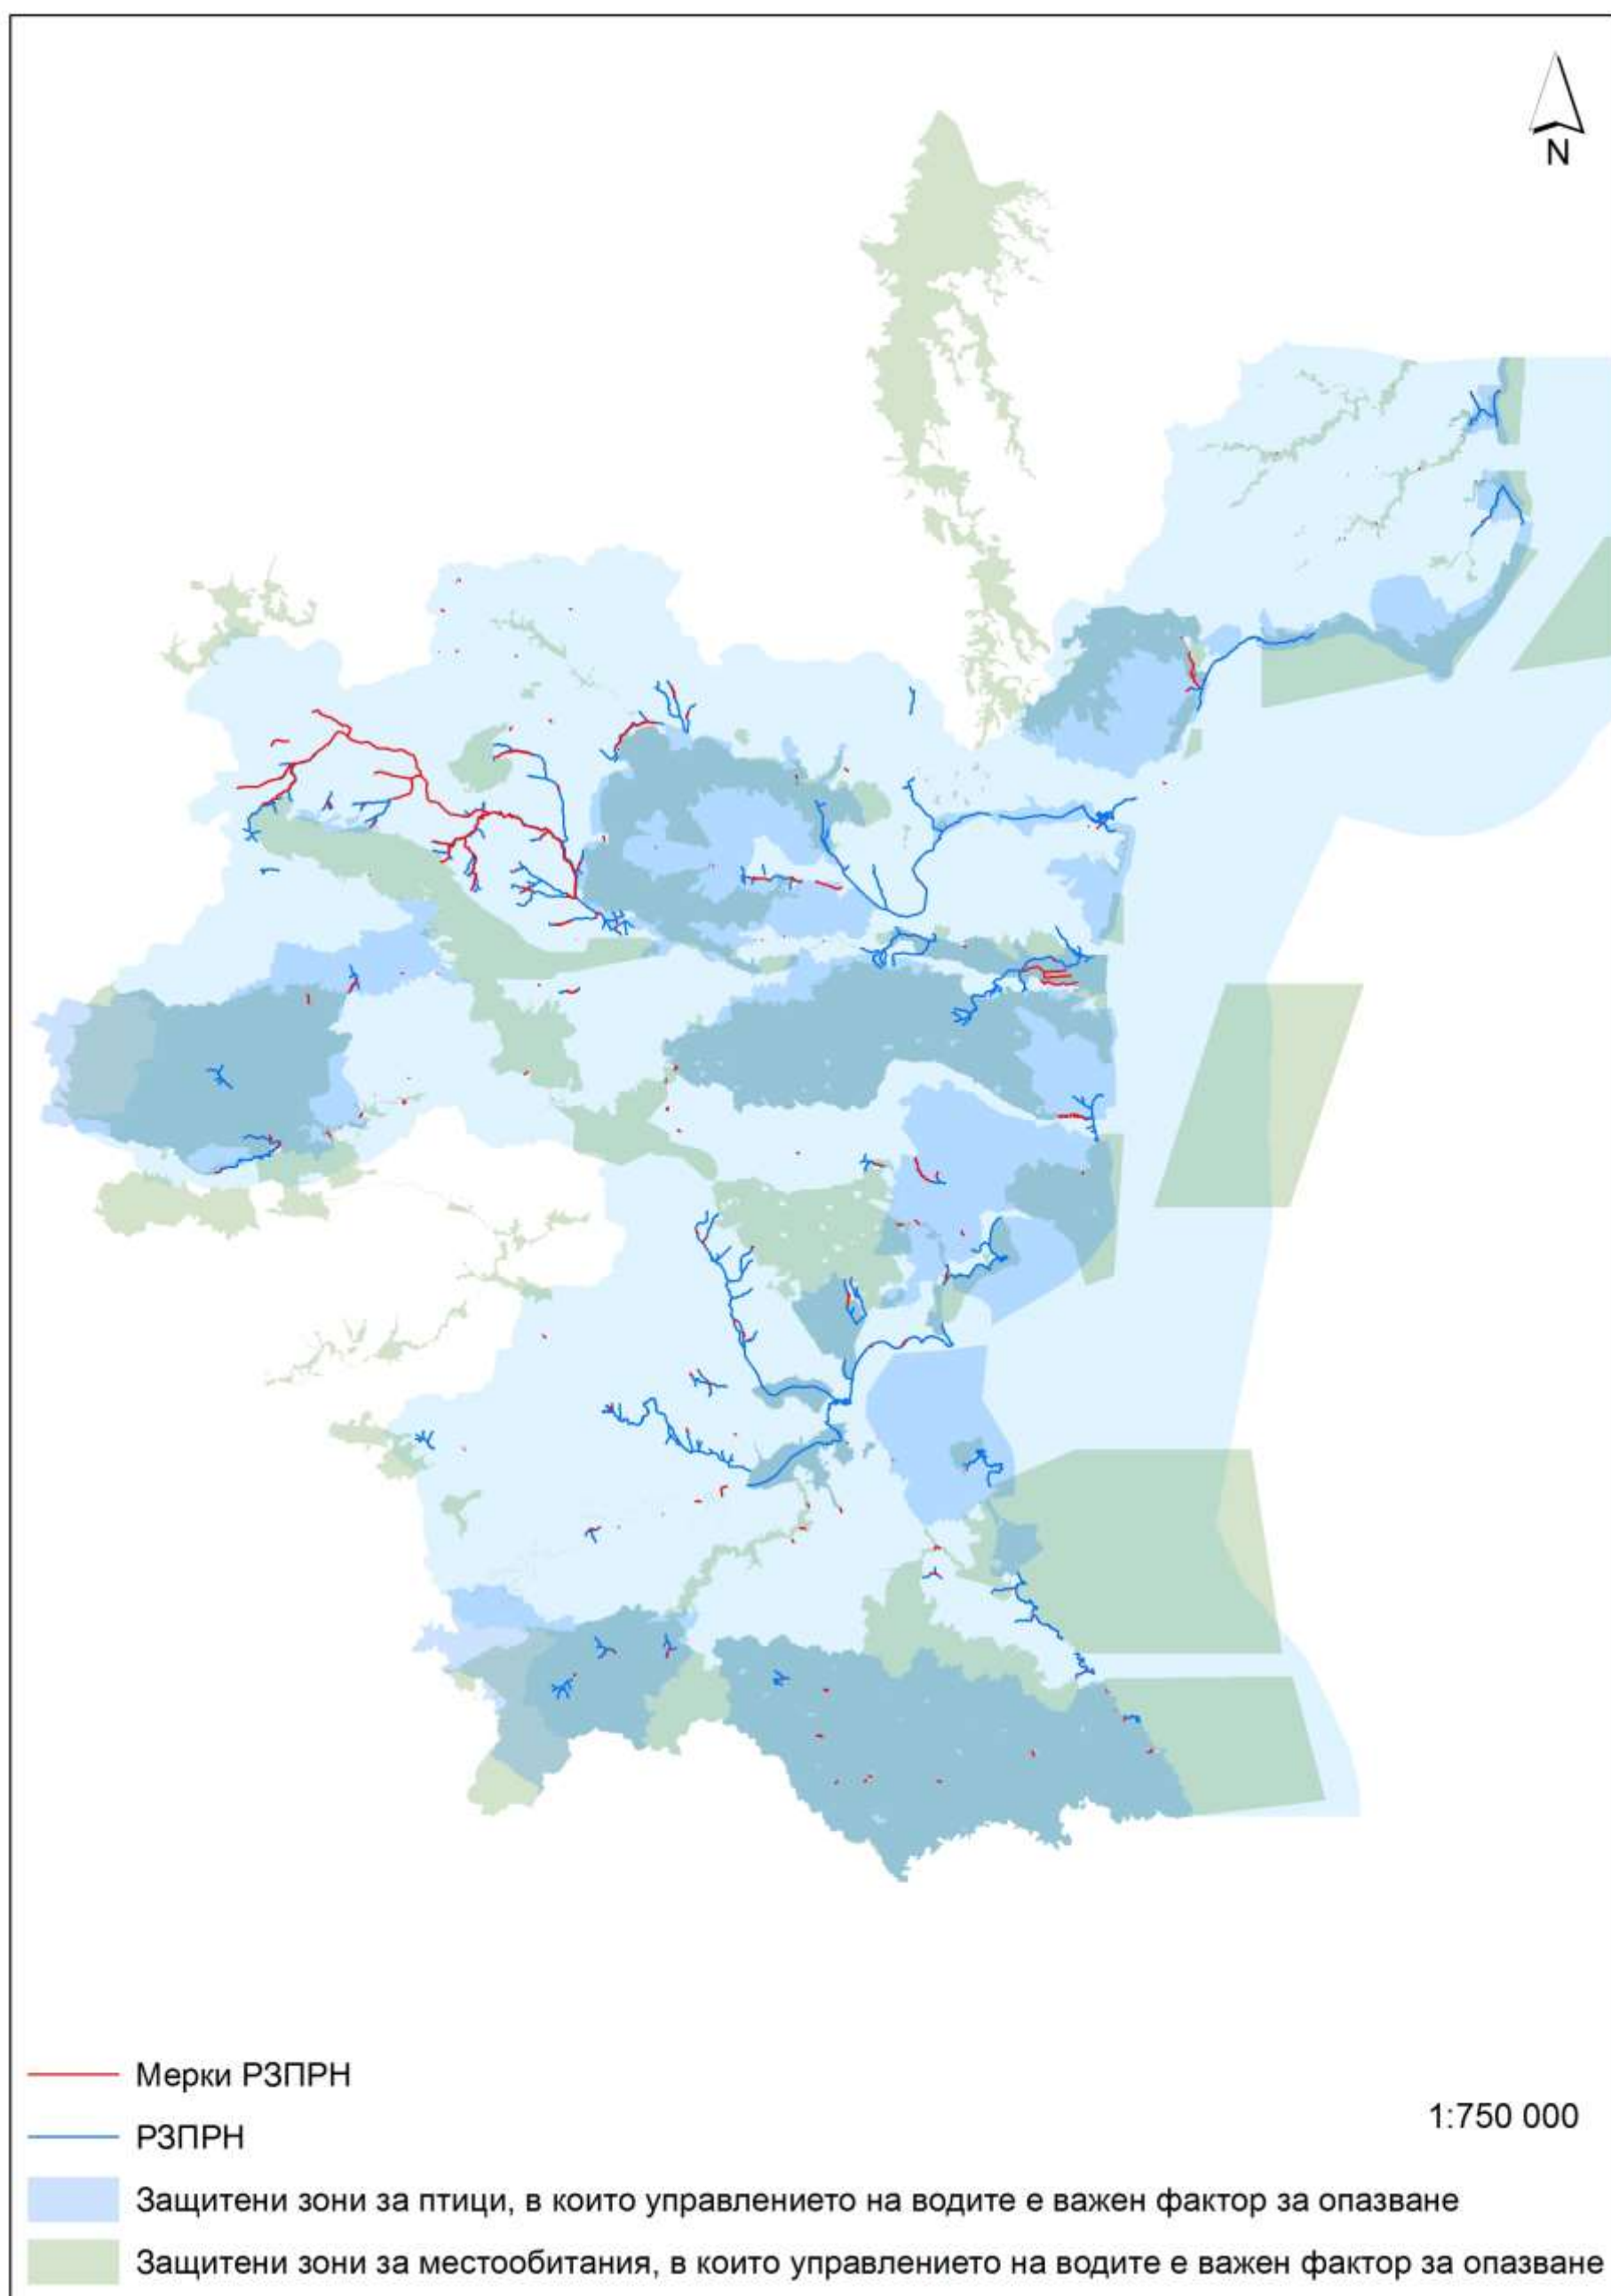 N
Мерки РЗПРН
1:750 000
РЗПРН
Защитени зони за птици, в които управлението на водите е важен фактор за опазване
Защитени зони за местообитания, в които управлението на водите е важен фактор за опазване